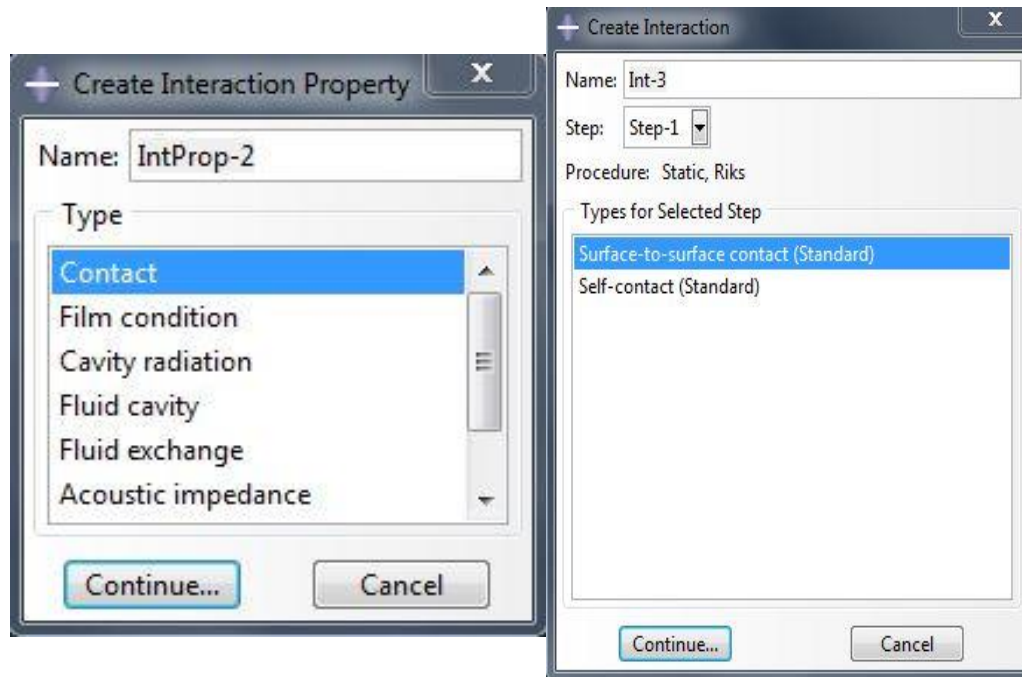 Create Interaction Property
Name: IntProp-2
Type
Contact
Film condition
Cavity radiation
Fluid cavity
Fluid exchange
Acoustic impedance
Continue... Cancel
Create Interaction
Name: Int-3
Step: Step-1
Procedure: Static, Riks
Types for Selected Step
Surface-to-surface contact (Standard)
Self-contact (Standard)
Continue... Cancel